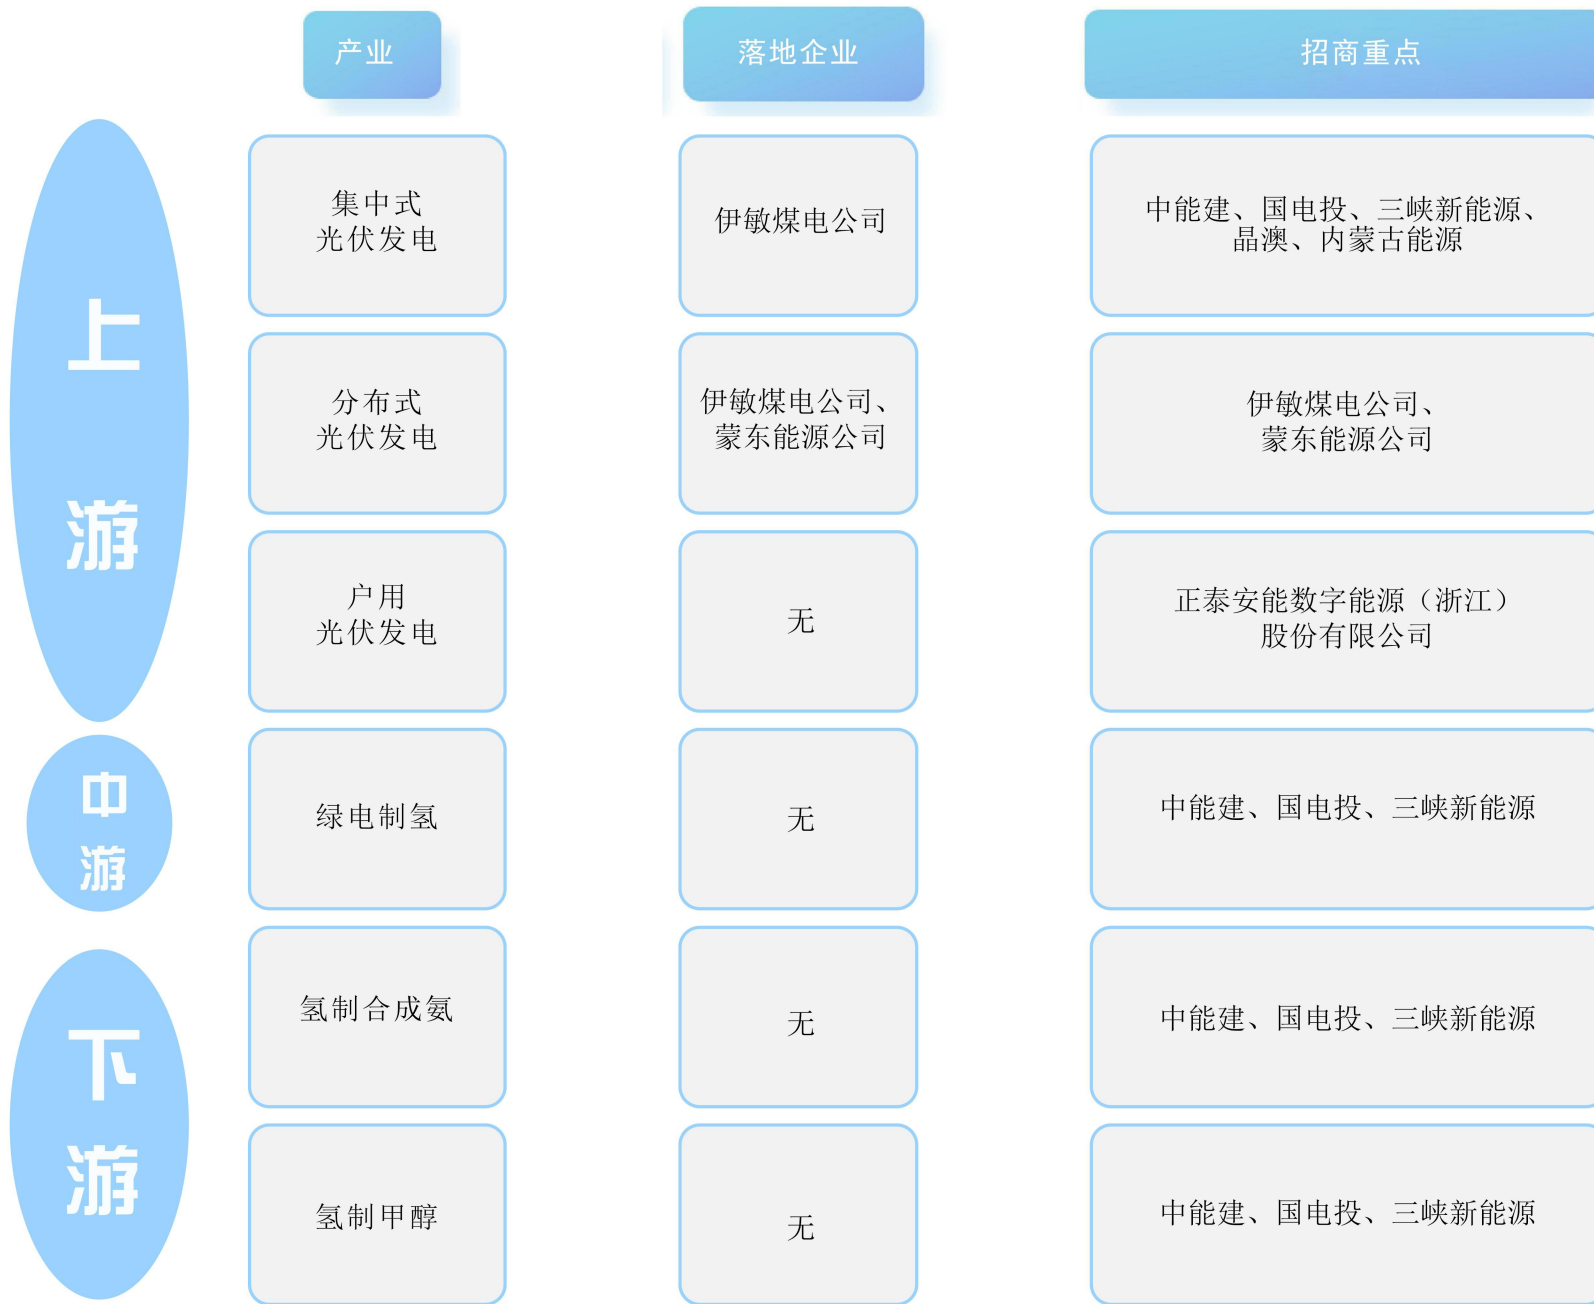 产业
落地企业
招商重点
上
游
集中式
光伏发电
伊敏煤电公司
中能建、国电投、三峡新能源、
晶澳、内蒙古能源
分布式
光伏发电
伊敏煤电公司、
蒙东能源公司
伊敏煤电公司、
蒙东能源公司
户用
光伏发电
无
正泰安能数字能源（浙江）
股份有限公司
中
游
绿电制氢
无
中能建、国电投、三峡新能源
下
游
氢制合成氨
无
中能建、国电投、三峡新能源
氢制甲醇
无
中能建、国电投、三峡新能源